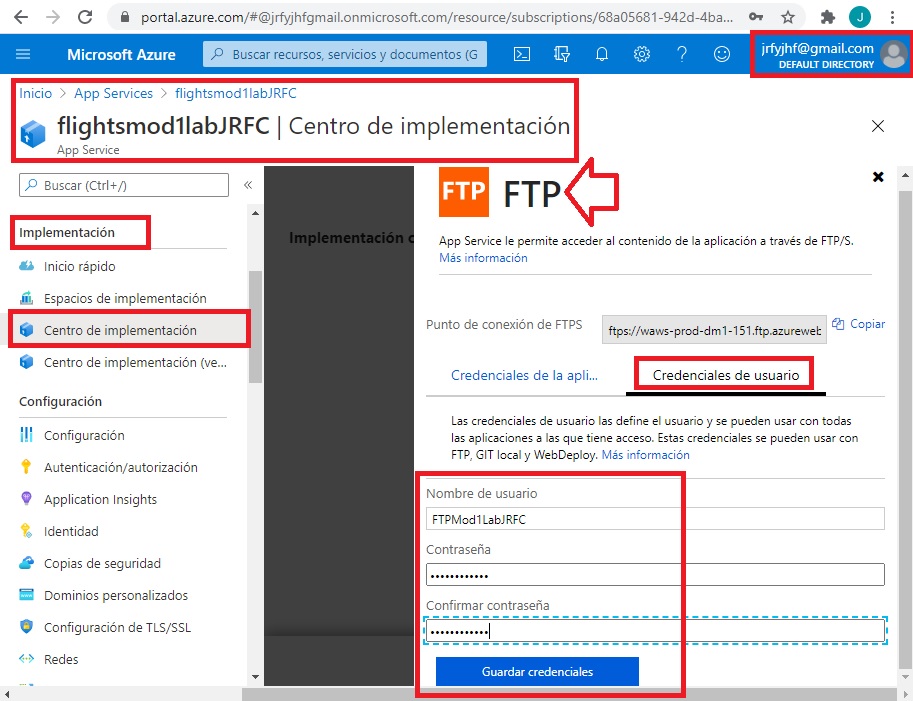 portal.azure.com/#@jrfyjhfgmail.onmicrosoft.com/resource/subscriptions/68a05681-942d-4ba...
J
Microsoft Azure
Buscar recursos, servicios y documentos (G
jrfyjhf@gmail.com
DEFAULT DIRECTORY
Inicio > App Services > flightsmod1labJRFC
flightsmod1labJRFC | Centro de implementación
App Service
Buscar (Ctrl+/)
Implementación
Inicio rápido
Espacios de implementación
Centro de implementación
Centro de implementación (ve...
Configuración
Configuración
Autenticación/autorización
Application Insights
Identidad
Copias de seguridad
Dominios personalizados
Configuración de TLS/SSL
Redes
Implementación c
FTP FTP
App Service le permite acceder al contenido de la aplicación a través de FTP/S.
Más información
Punto de conexión de FTPS
ftps://waws-prod-dm1-151.ftp.azureweb
Copiar
Credenciales de la apli...
Credenciales de usuario
Las credenciales de usuario las define el usuario y se pueden usar con todas
las aplicaciones a las que tiene acceso. Estas credenciales se pueden usar con
FTP, GIT local y WebDeploy. Más información
Nombre de usuario
FTPMod1LabJRFC
Contraseña
••••••••••••
Confirmar contraseña
••••••••••••
Guardar credenciales